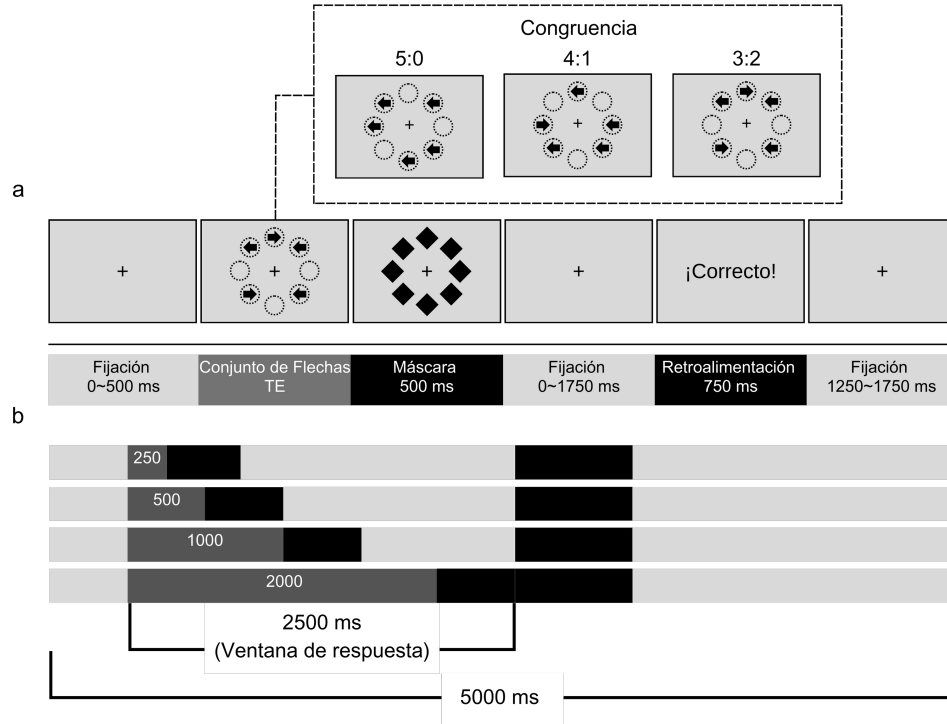 Congruencia
5:0 4:1 3:2
a
¡Correcto!
Fijación Conjunto de Flechas Máscara Fijación Retroalimentación Fijación
0~500 ms TE 500 ms 0~1750 ms 750 ms 1250~1750 ms
b
250
500
1000
2000
2500 ms
(Ventana de respuesta)
5000 ms